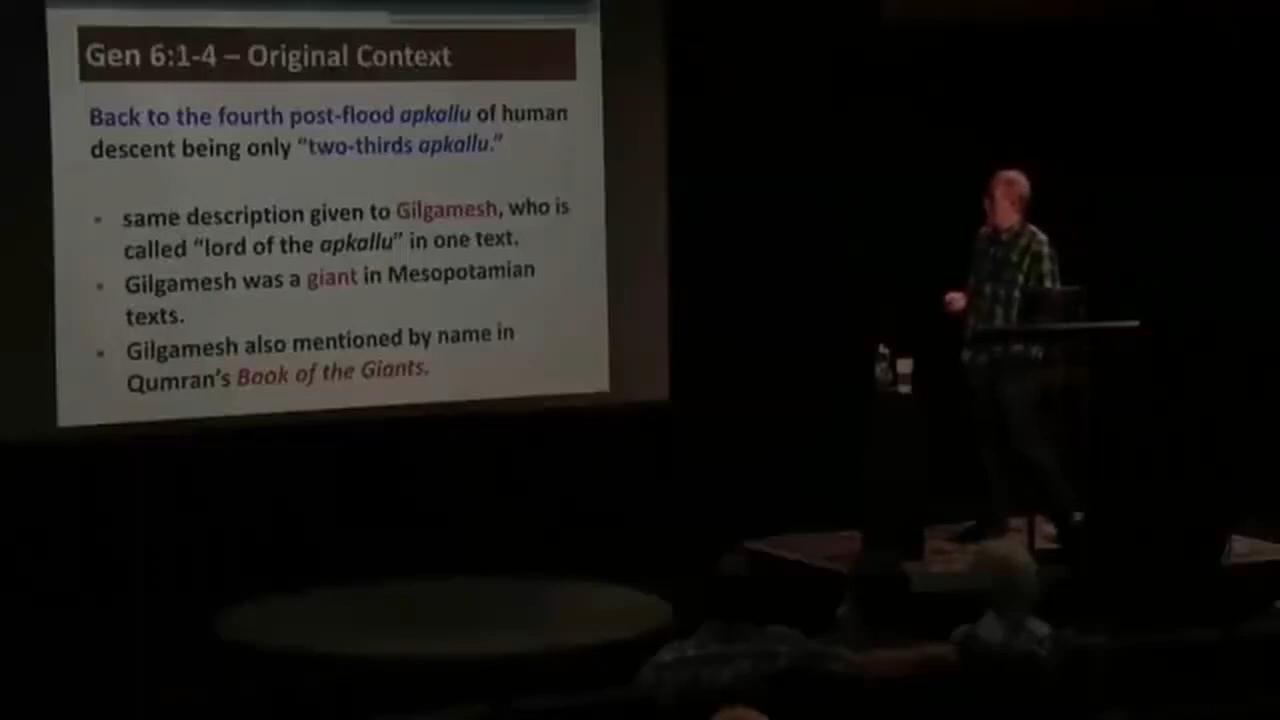 Gen 6:1-4 – Original Context
Back to the fourth post-flood apkallu of human
descent being only “two-thirds apkallu.”
• same description given to Gilgamesh, who is
called “lord of the apkallu” in one text.
• Gilgamesh was a giant in Mesopotamian
texts.
• Gilgamesh also mentioned by name in
Qumran’s Book of the Giants.